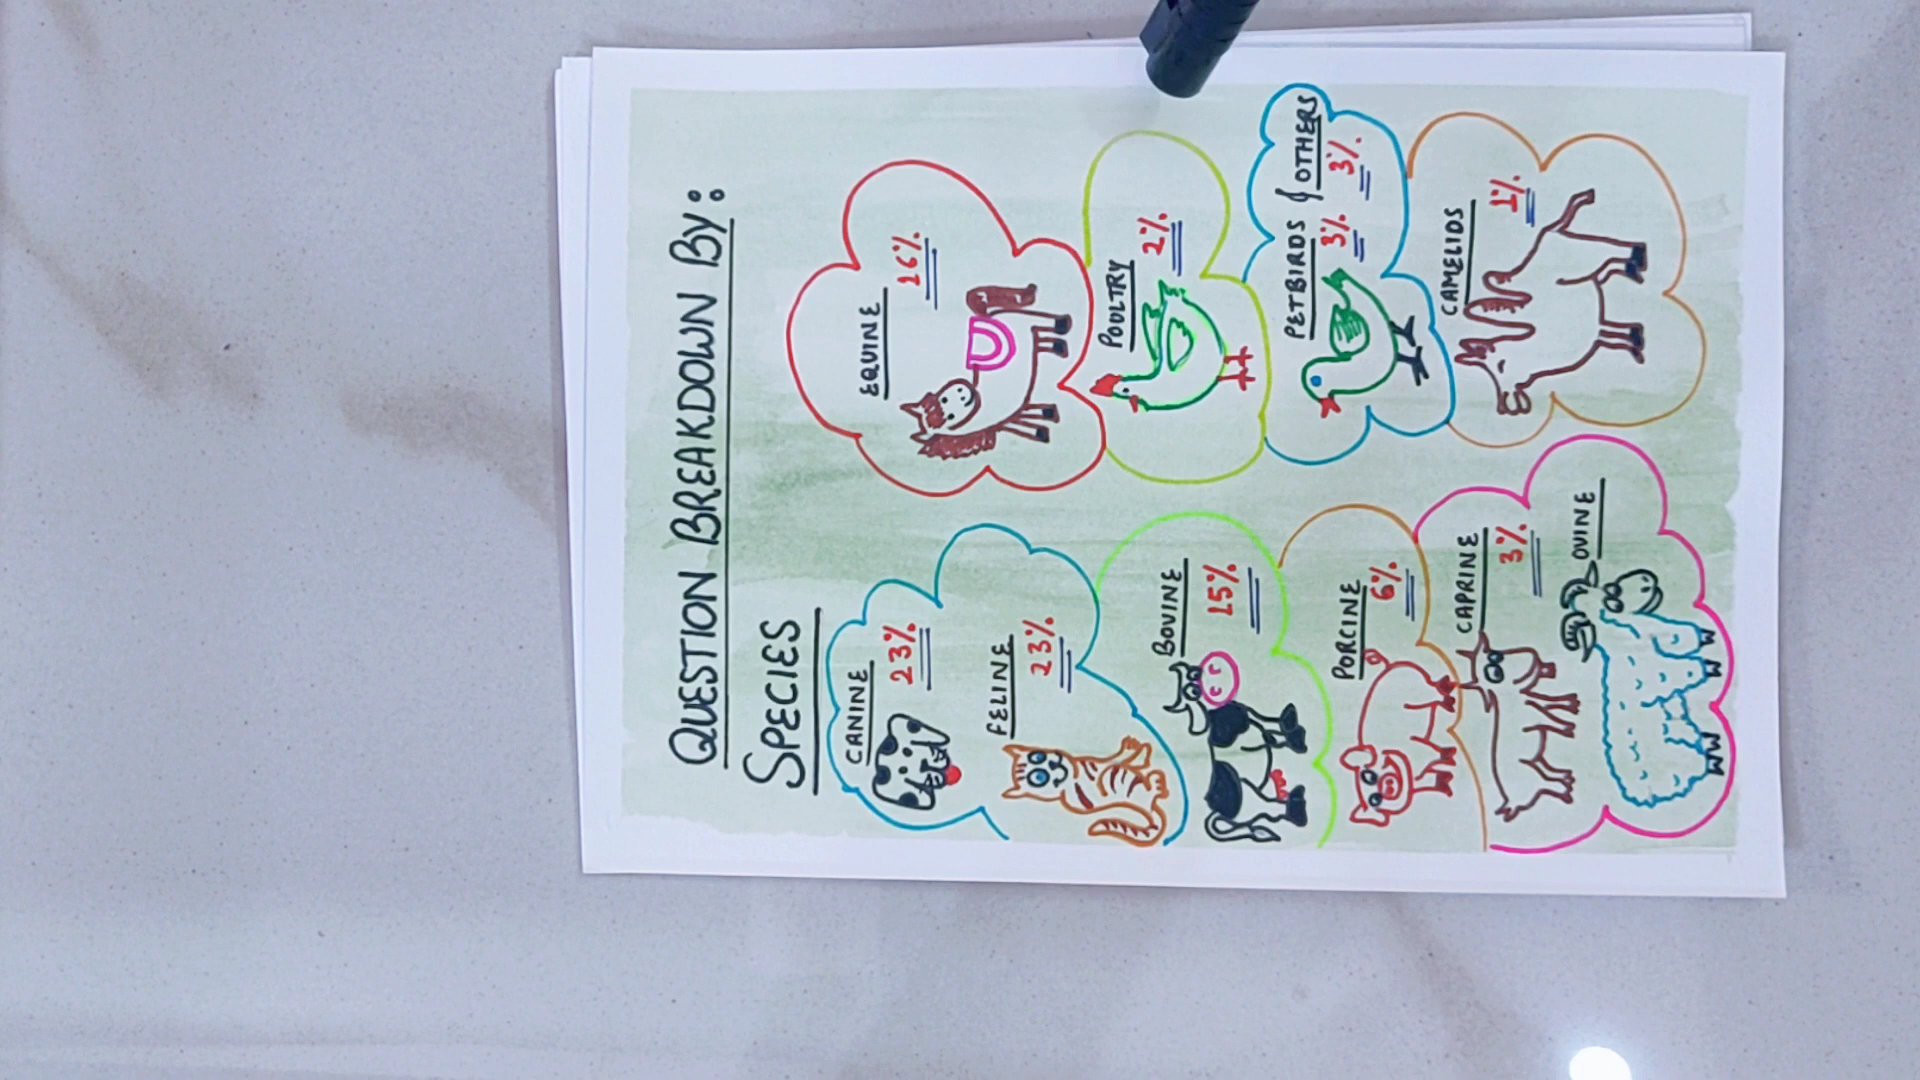 QUESTION BREAKDOWN BY:
SPECIES
CANINE
23%
FELINE
23%
BOVINE
15%
PORCINE
6%
CAPRINE
3%
OVINE
EQUINE
16%
POULTRY
2%
PETBIRDS & OTHERS
3% 3%
CAMELIDS
1%